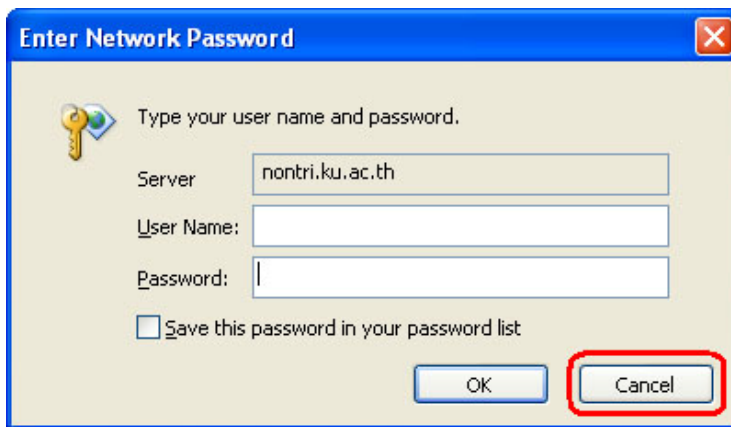 Enter Network Password
Type your user name and password.
Server nontri.ku.ac.th
User Name:
Password:
Save this password in your password list
OK Cancel